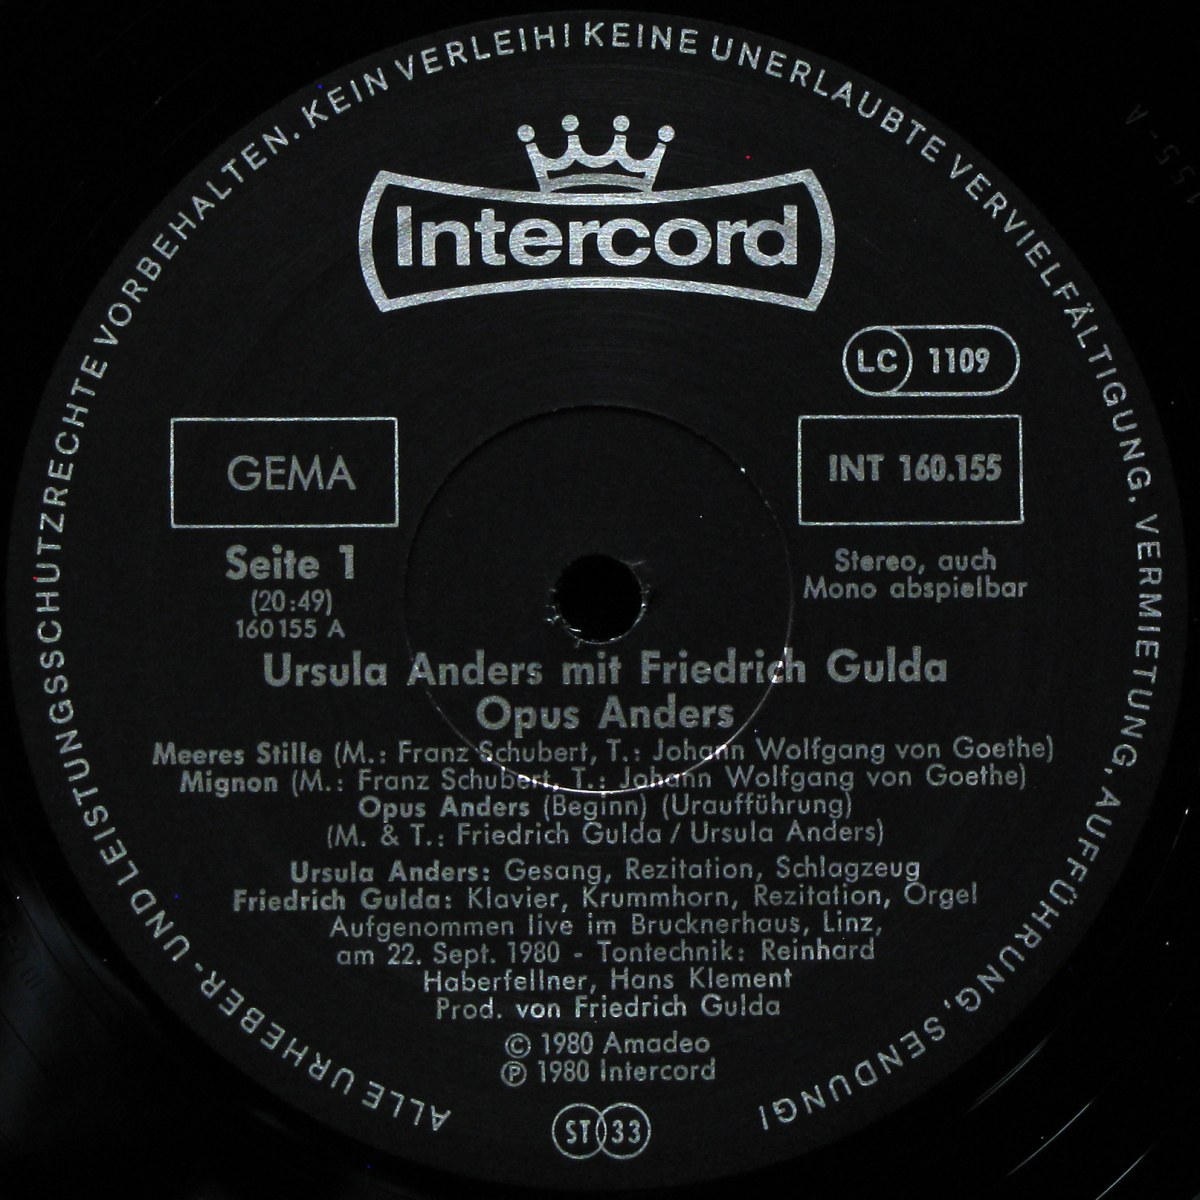 ALLE URHEBER- UND LEISTUNGSSCHUTZRECHTE VORBEHALTEN. KEIN VERLEIH! KEINE UNERLAUBTE VERVIELFÄLTIGUNG, VERMIETUNG, AUFFÜHRUNG, SENDUNG!
Intercord
LC 1109
GEMA
INT 160.155
Seite 1
(20:49)
160155 A
Stereo, auch
Mono abspielbar
Ursula Anders mit Friedrich Gulda
Opus Anders
Meeres Stille (M.: Franz Schubert, T.: Johann Wolfgang von Goethe)
Mignon (M.: Franz Schubert, T.: Johann Wolfgang von Goethe)
Opus Anders (Beginn) (Uraufführung)
(M. & T.: Friedrich Gulda / Ursula Anders)
Ursula Anders: Gesang, Rezitation, Schlagzeug
Friedrich Gulda: Klavier, Krummhorn, Rezitation, Orgel
Aufgenommen live im Brucknerhaus, Linz,
am 22. Sept. 1980 - Tontechnik: Reinhard
Haberfellner, Hans Klement
Prod. von Friedrich Gulda
© 1980 Amadeo
℗ 1980 Intercord
ST 33